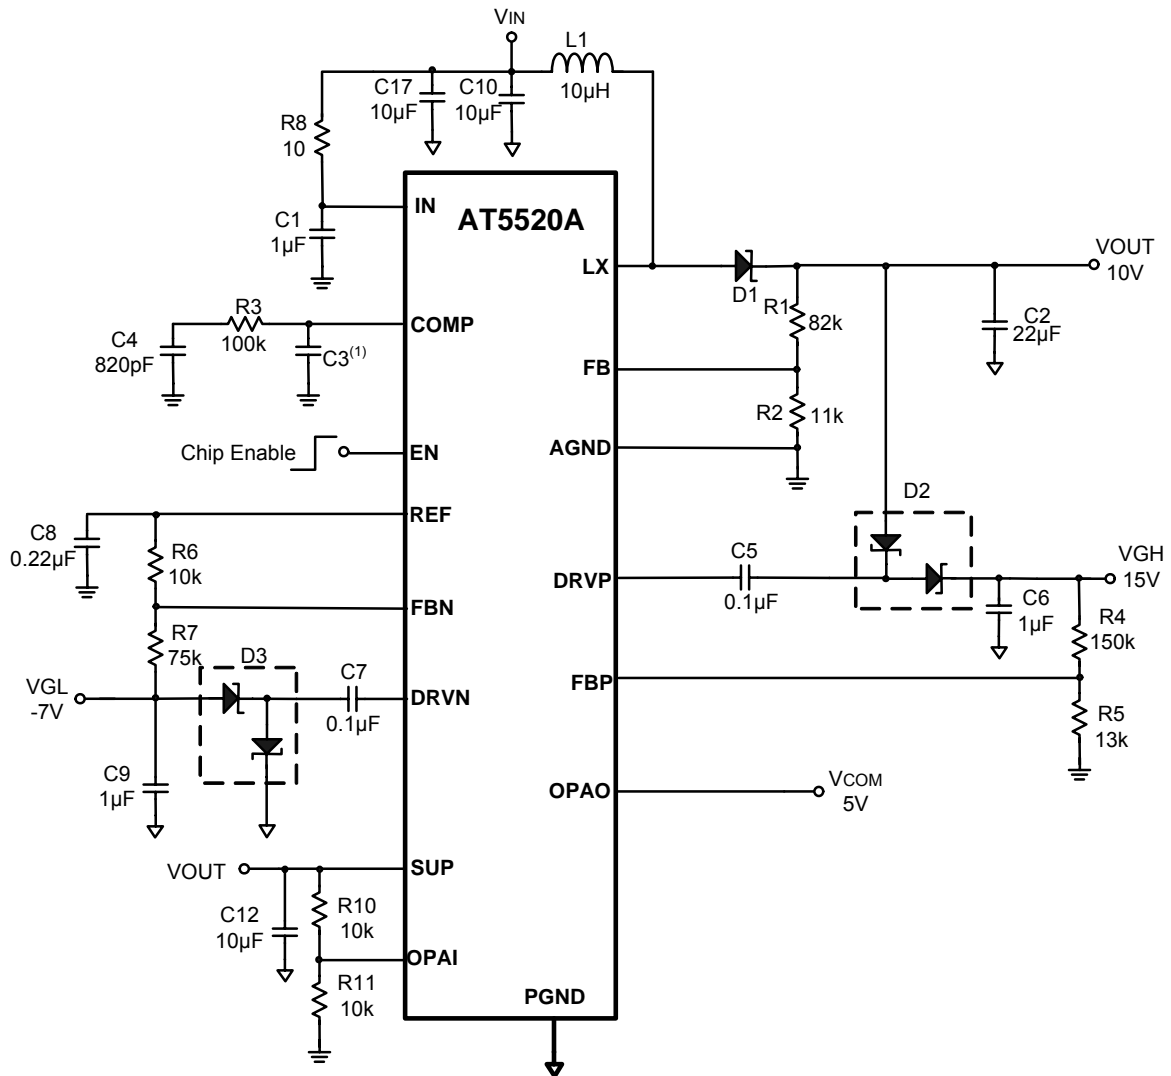 VIN
L1
10µH
C17
10µF
C10
10µF
R8
10
IN
AT5520A
C1
1µF
LX
VOUT
10V
D1
R1
82k
C2
22µF
R3
100k
COMP
C4
820pF
C3(1)
FB
R2
11k
Chip Enable
EN
AGND
D2
REF
C8
0.22µF
R6
10k
C5
0.1µF
DRVP
VGH
15V
C6
1µF
R4
150k
FBN
R7
75k
D3
C7
0.1µF
VGL
-7V
DRVN
FBP
R5
13k
C9
1µF
OPAO
VCOM
5V
VOUT
SUP
C12
10µF
R10
10k
OPAI
R11
10k
PGND